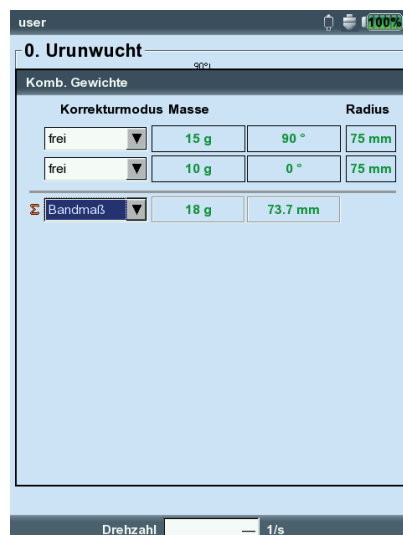 user 100%
0. Urunwucht
90°
Komb. Gewichte
Korrekturmodus Masse Radius
frei 15 g 90 ° 75 mm
frei 10 g 0 ° 75 mm
Σ Bandmaß 18 g 73.7 mm
Drehzahl — 1/s